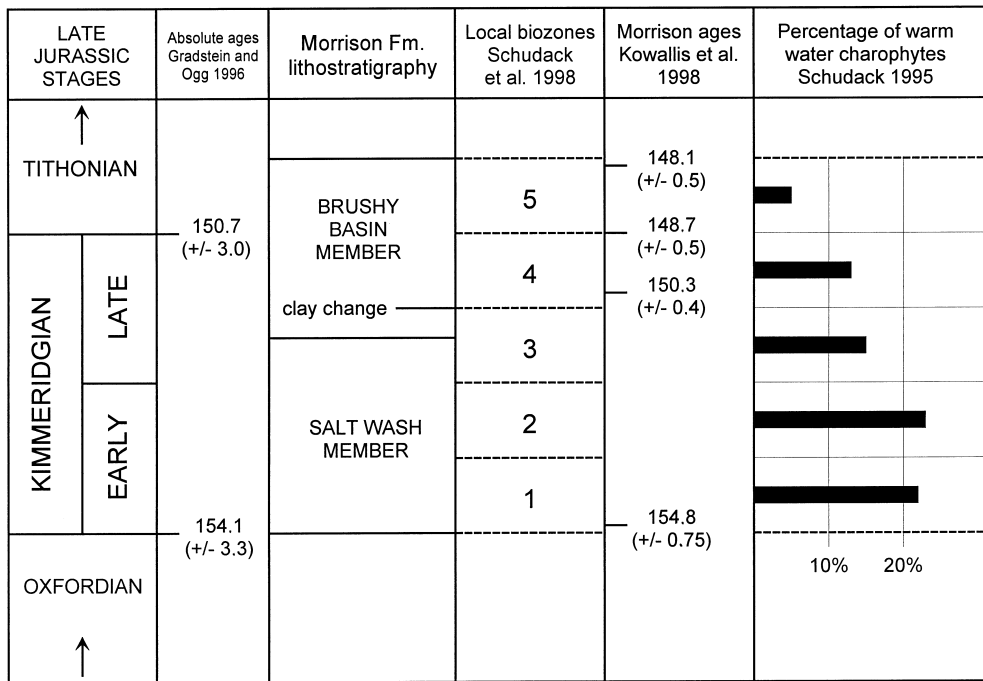 LATE
JURASSIC
STAGES
Absolute ages
Gradstein and
Ogg 1996
Morrison Fm.
lithostratigraphy
Local biozones
Schudack
et al. 1998
Morrison ages
Kowallis et al.
1998
Percentage of warm
water charophytes
Schudack 1995
TITHONIAN
KIMMERIDGIAN
LATE
EARLY
OXFORDIAN
150.7
(+/- 3.0)
154.1
(+/- 3.3)
BRUSHY
BASIN
MEMBER
clay change
SALT WASH
MEMBER
5
4
3
2
1
148.1
(+/- 0.5)
148.7
(+/- 0.5)
150.3
(+/- 0.4)
154.8
(+/- 0.75)
10% 20%